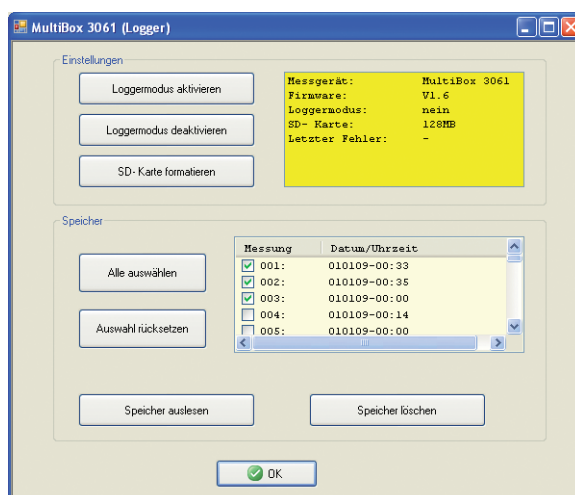 MultiBox 3061 (Logger)
Einstellungen
Loggermodus aktivieren
Loggermodus deaktivieren
SD- Karte formatieren
Messgerät: MultiBox 3061
Firmware: V1.6
Loggermodus: nein
SD- Karte: 128MB
Letzter Fehler: -
Speicher
Alle auswählen
Auswahl rücksetzen
Messung Datum/Uhrzeit
001: 010109-00:33
002: 010109-00:35
003: 010109-00:00
004: 010109-00:14
005: 010109-00:00
Speicher auslesen
Speicher löschen
OK